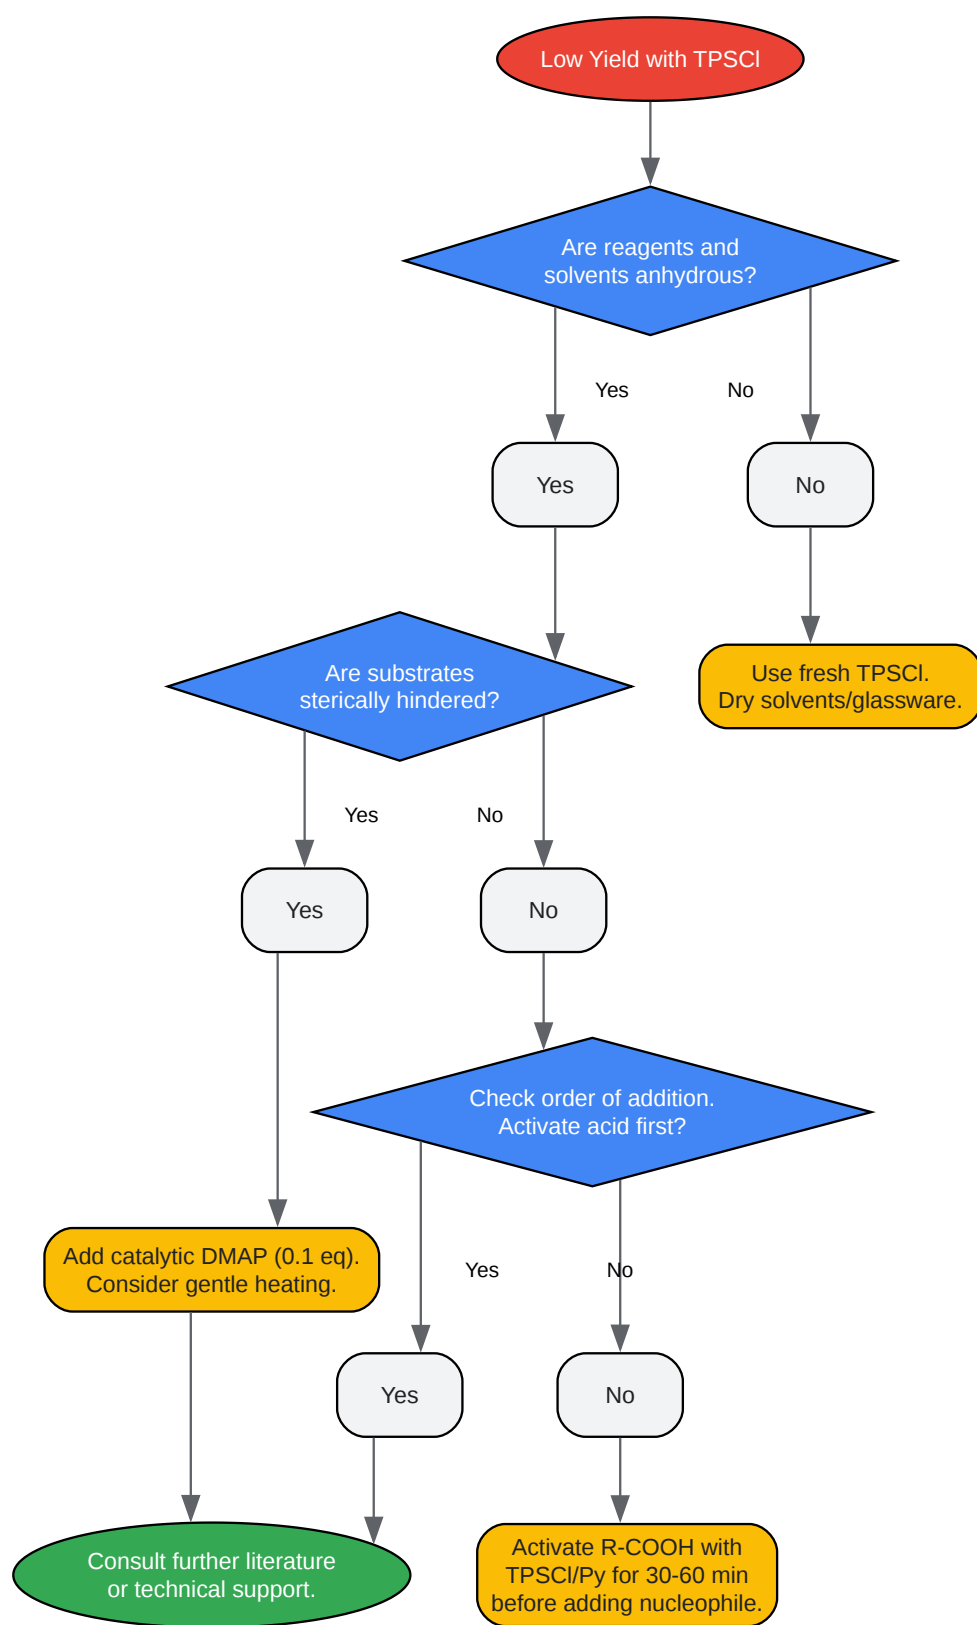 Low Yield with TPSCl
Are reagents and
solvents anhydrous?
Yes
No
Yes
No
Are substrates
sterically hindered?
Use fresh TPSCl.
Dry solvents/glassware.
Yes
No
Yes
No
Check order of addition.
Activate acid first?
Add catalytic DMAP (0.1 eq).
Consider gentle heating.
Yes
No
Yes
No
Consult further literature
or technical support.
Activate R-COOH with
TPSCl/Py for 30-60 min
before adding nucleophile.